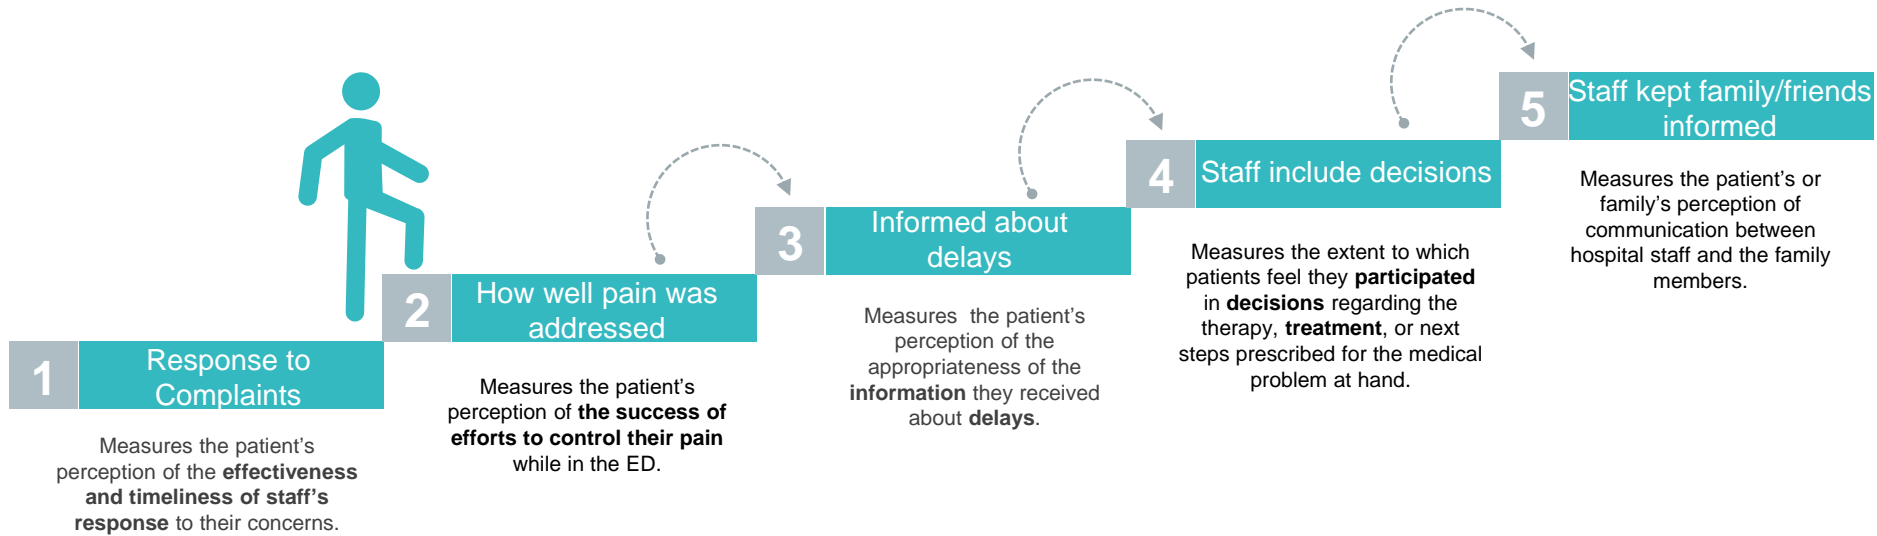 1
Response to
Complaints
Measures the patient's
perception of the effectiveness
and timeliness of staff's
response to their concerns.
2
How well pain was
addressed
Measures the patient's
perception of the success of
efforts to control their pain
while in the ED.
3
Informed about
delays
Measures  the patient's
perception of the
appropriateness of the
information they received
about delays.
4
Staff include decisions
Measures the extent to which
patients feel they participated
in decisions regarding the
therapy, treatment, or next
steps prescribed for the medical
problem at hand.
5
Staff kept family/friends
informed
Measures the patient's or
family's perception of
communication between
hospital staff and the family
members.